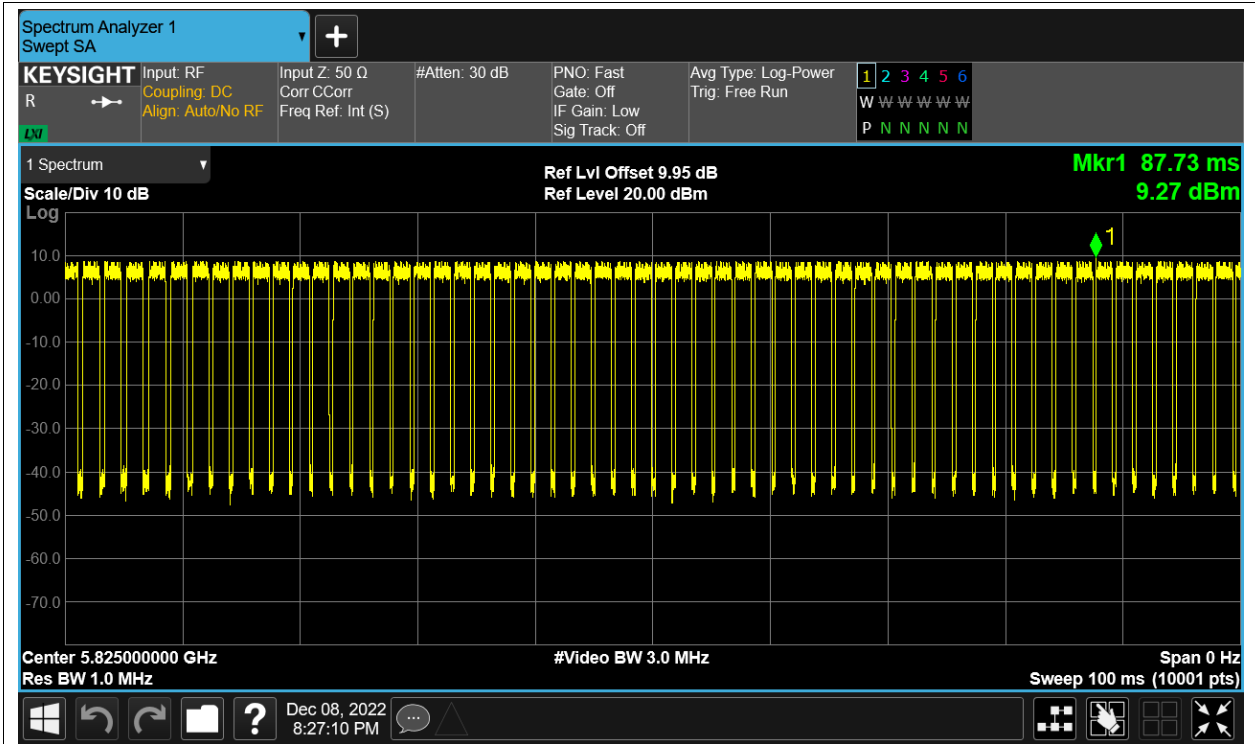 Spectrum Analyzer 1
Swept SA
KEYSIGHT
R
LXI
Input: RF
Coupling: DC
Align: Auto/No RF
Input Z: 50 Ω
Corr CCorr
Freq Ref: Int (S)
#Atten: 30 dB
PNO: Fast
Gate: Off
IF Gain: Low
Sig Track: Off
Avg Type: Log-Power
Trig: Free Run
1 2 3 4 5 6
W W W W W W
P N N N N N
1 Spectrum
Scale/Div 10 dB
Log
Ref Lvl Offset 9.95 dB
Ref Level 20.00 dBm
Mkr1 87.73 ms
9.27 dBm
1
10.0
0.00
-10.0
-20.0
-30.0
-40.0
-50.0
-60.0
-70.0
Center 5.825000000 GHz
Res BW 1.0 MHz
#Video BW 3.0 MHz
Span 0 Hz
Sweep 100 ms (10001 pts)
?
Dec 08, 2022
8:27:10 PM